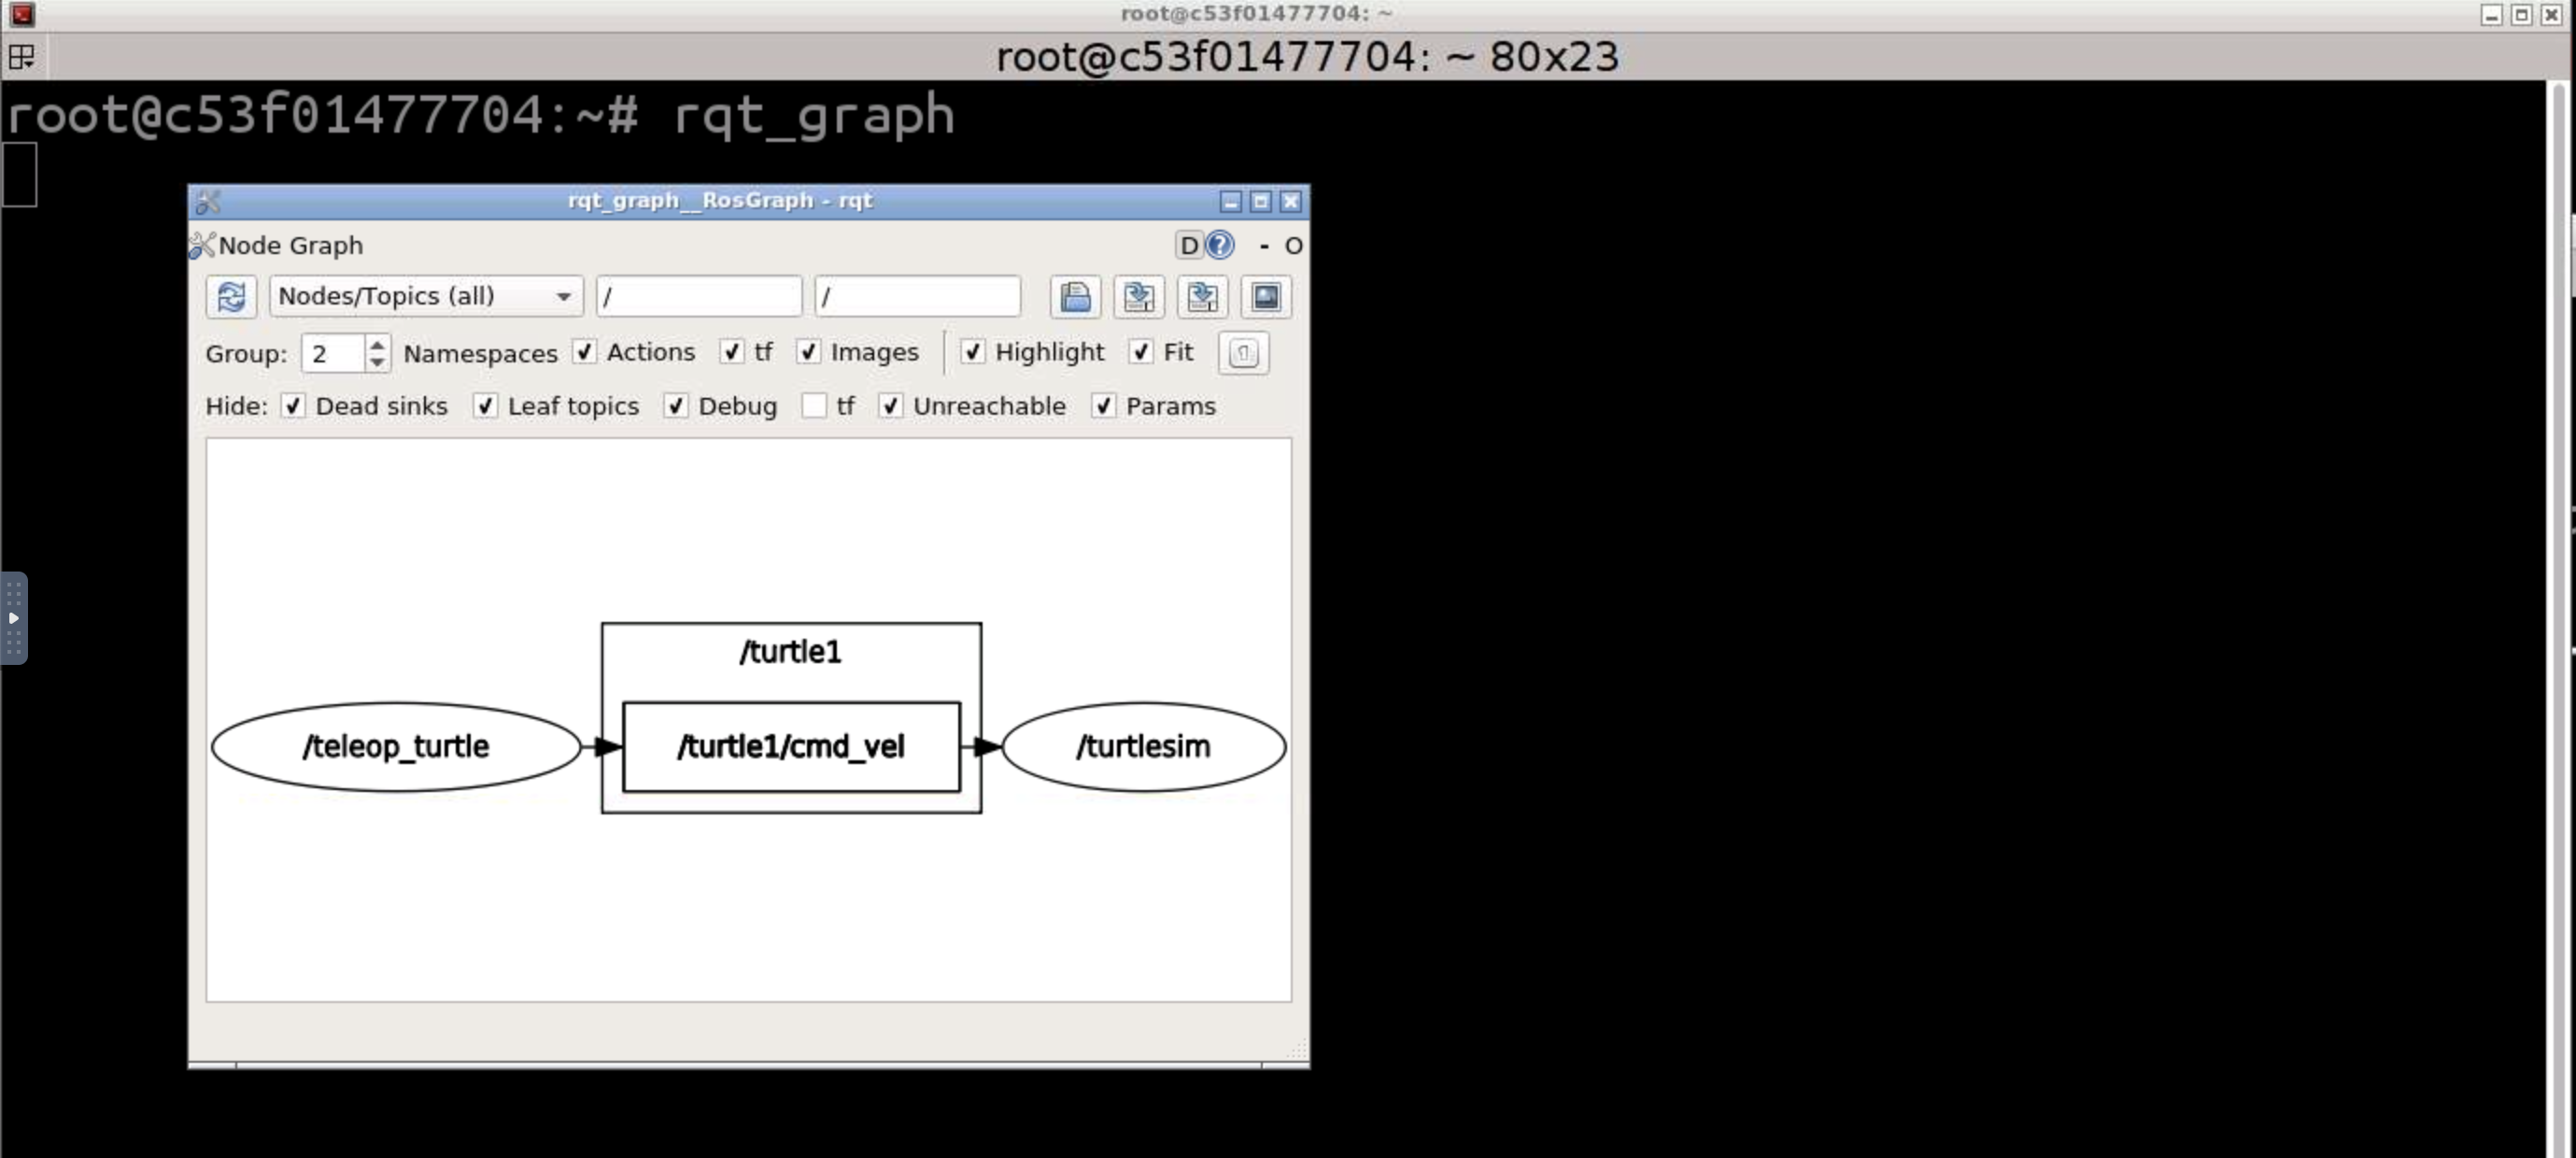 root@c53f01477704: ~
root@c53f01477704: ~ 80x23
root@c53f01477704:~# rqt_graph
rqt_graph__RosGraph - rqt
Node Graph D ? - O
Nodes/Topics (all) / /
Group: 2 Namespaces Actions tf Images Highlight Fit
Hide: Dead sinks Leaf topics Debug tf Unreachable Params
/turtle1
/teleop_turtle /turtle1/cmd_vel /turtlesim